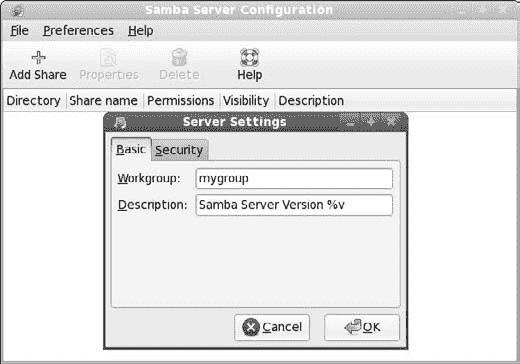 Samba Server Configuration
File Preferences Help
Add Share Properties Delete Help
Directory Share name Permissions Visibility Description
Server Settings
Basic Security
Workgroup: mygroup
Description: Samba Server Version %v
Cancel OK